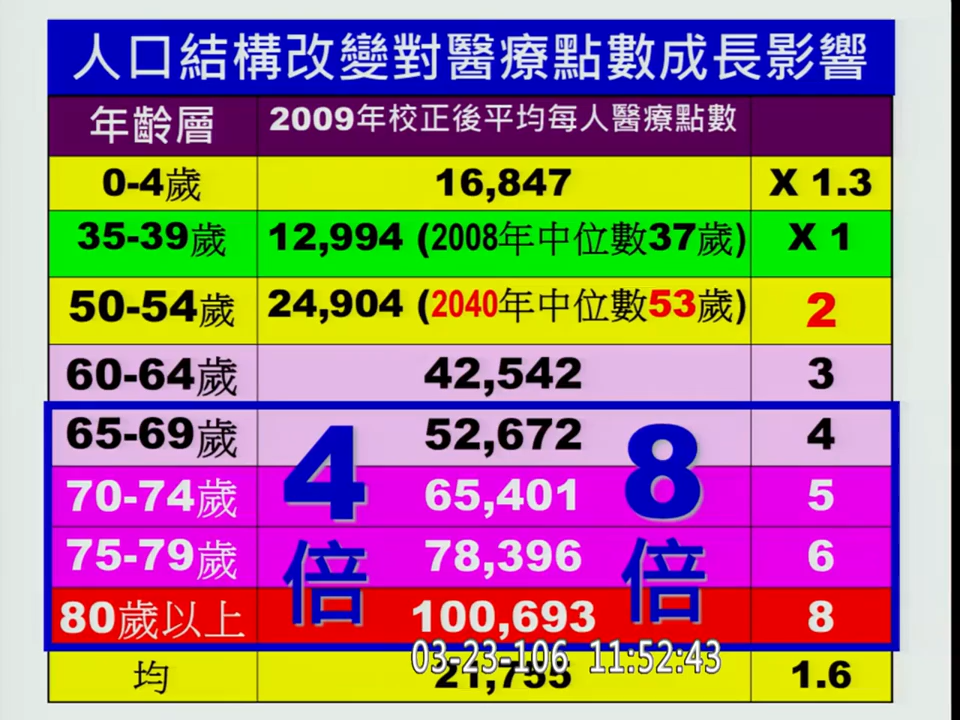 人口結構改變對醫療點數成長影響
年齡層 2009年校正後平均每人醫療點數
0-4歲 16,847 X 1.3
35-39歲 12,994 (2008年中位數37歲) X 1
50-54歲 24,904 (2040年中位數53歲) 2
60-64歲 42,542 3
65-69歲 52,672 4
70-74歲 65,401 5
75-79歲 78,396 6
80歲以上 100,693 8
4倍 8倍
03-23-106 11:52:43
均 21,755 1.6